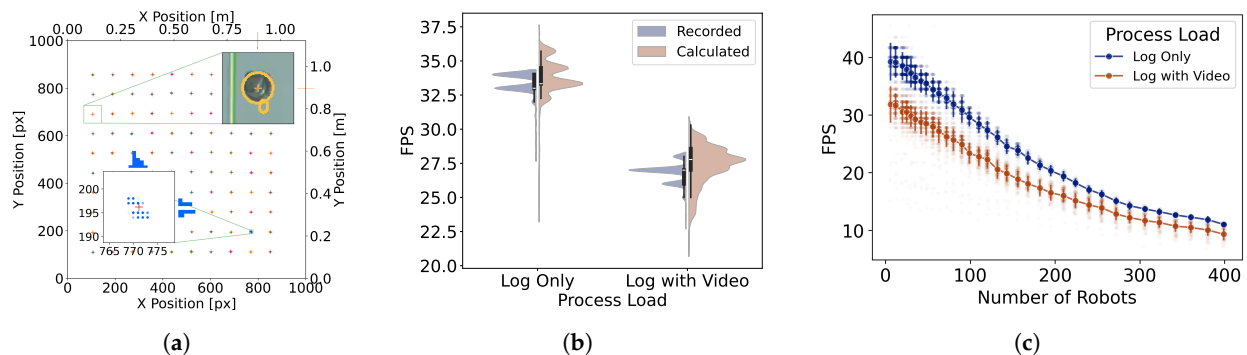 X Position [m]
0.00 0.25 0.50 0.75 1.00
1000
800
600
400
200
0
Y Position [px]
1.0
0.8
0.6
0.4
0.2
0.0
Y Position [m]
200
195
190
765 770 775
0 200 400 600 800 1000
X Position [px]
(a)
37.5
35.0
32.5
30.0
27.5
25.0
22.5
20.0
FPS
Recorded
Calculated
Log Only Log with Video
Process Load
(b)
40
30
20
10
FPS
Process Load
Log Only
Log with Video
0 100 200 300 400
Number of Robots
(c)